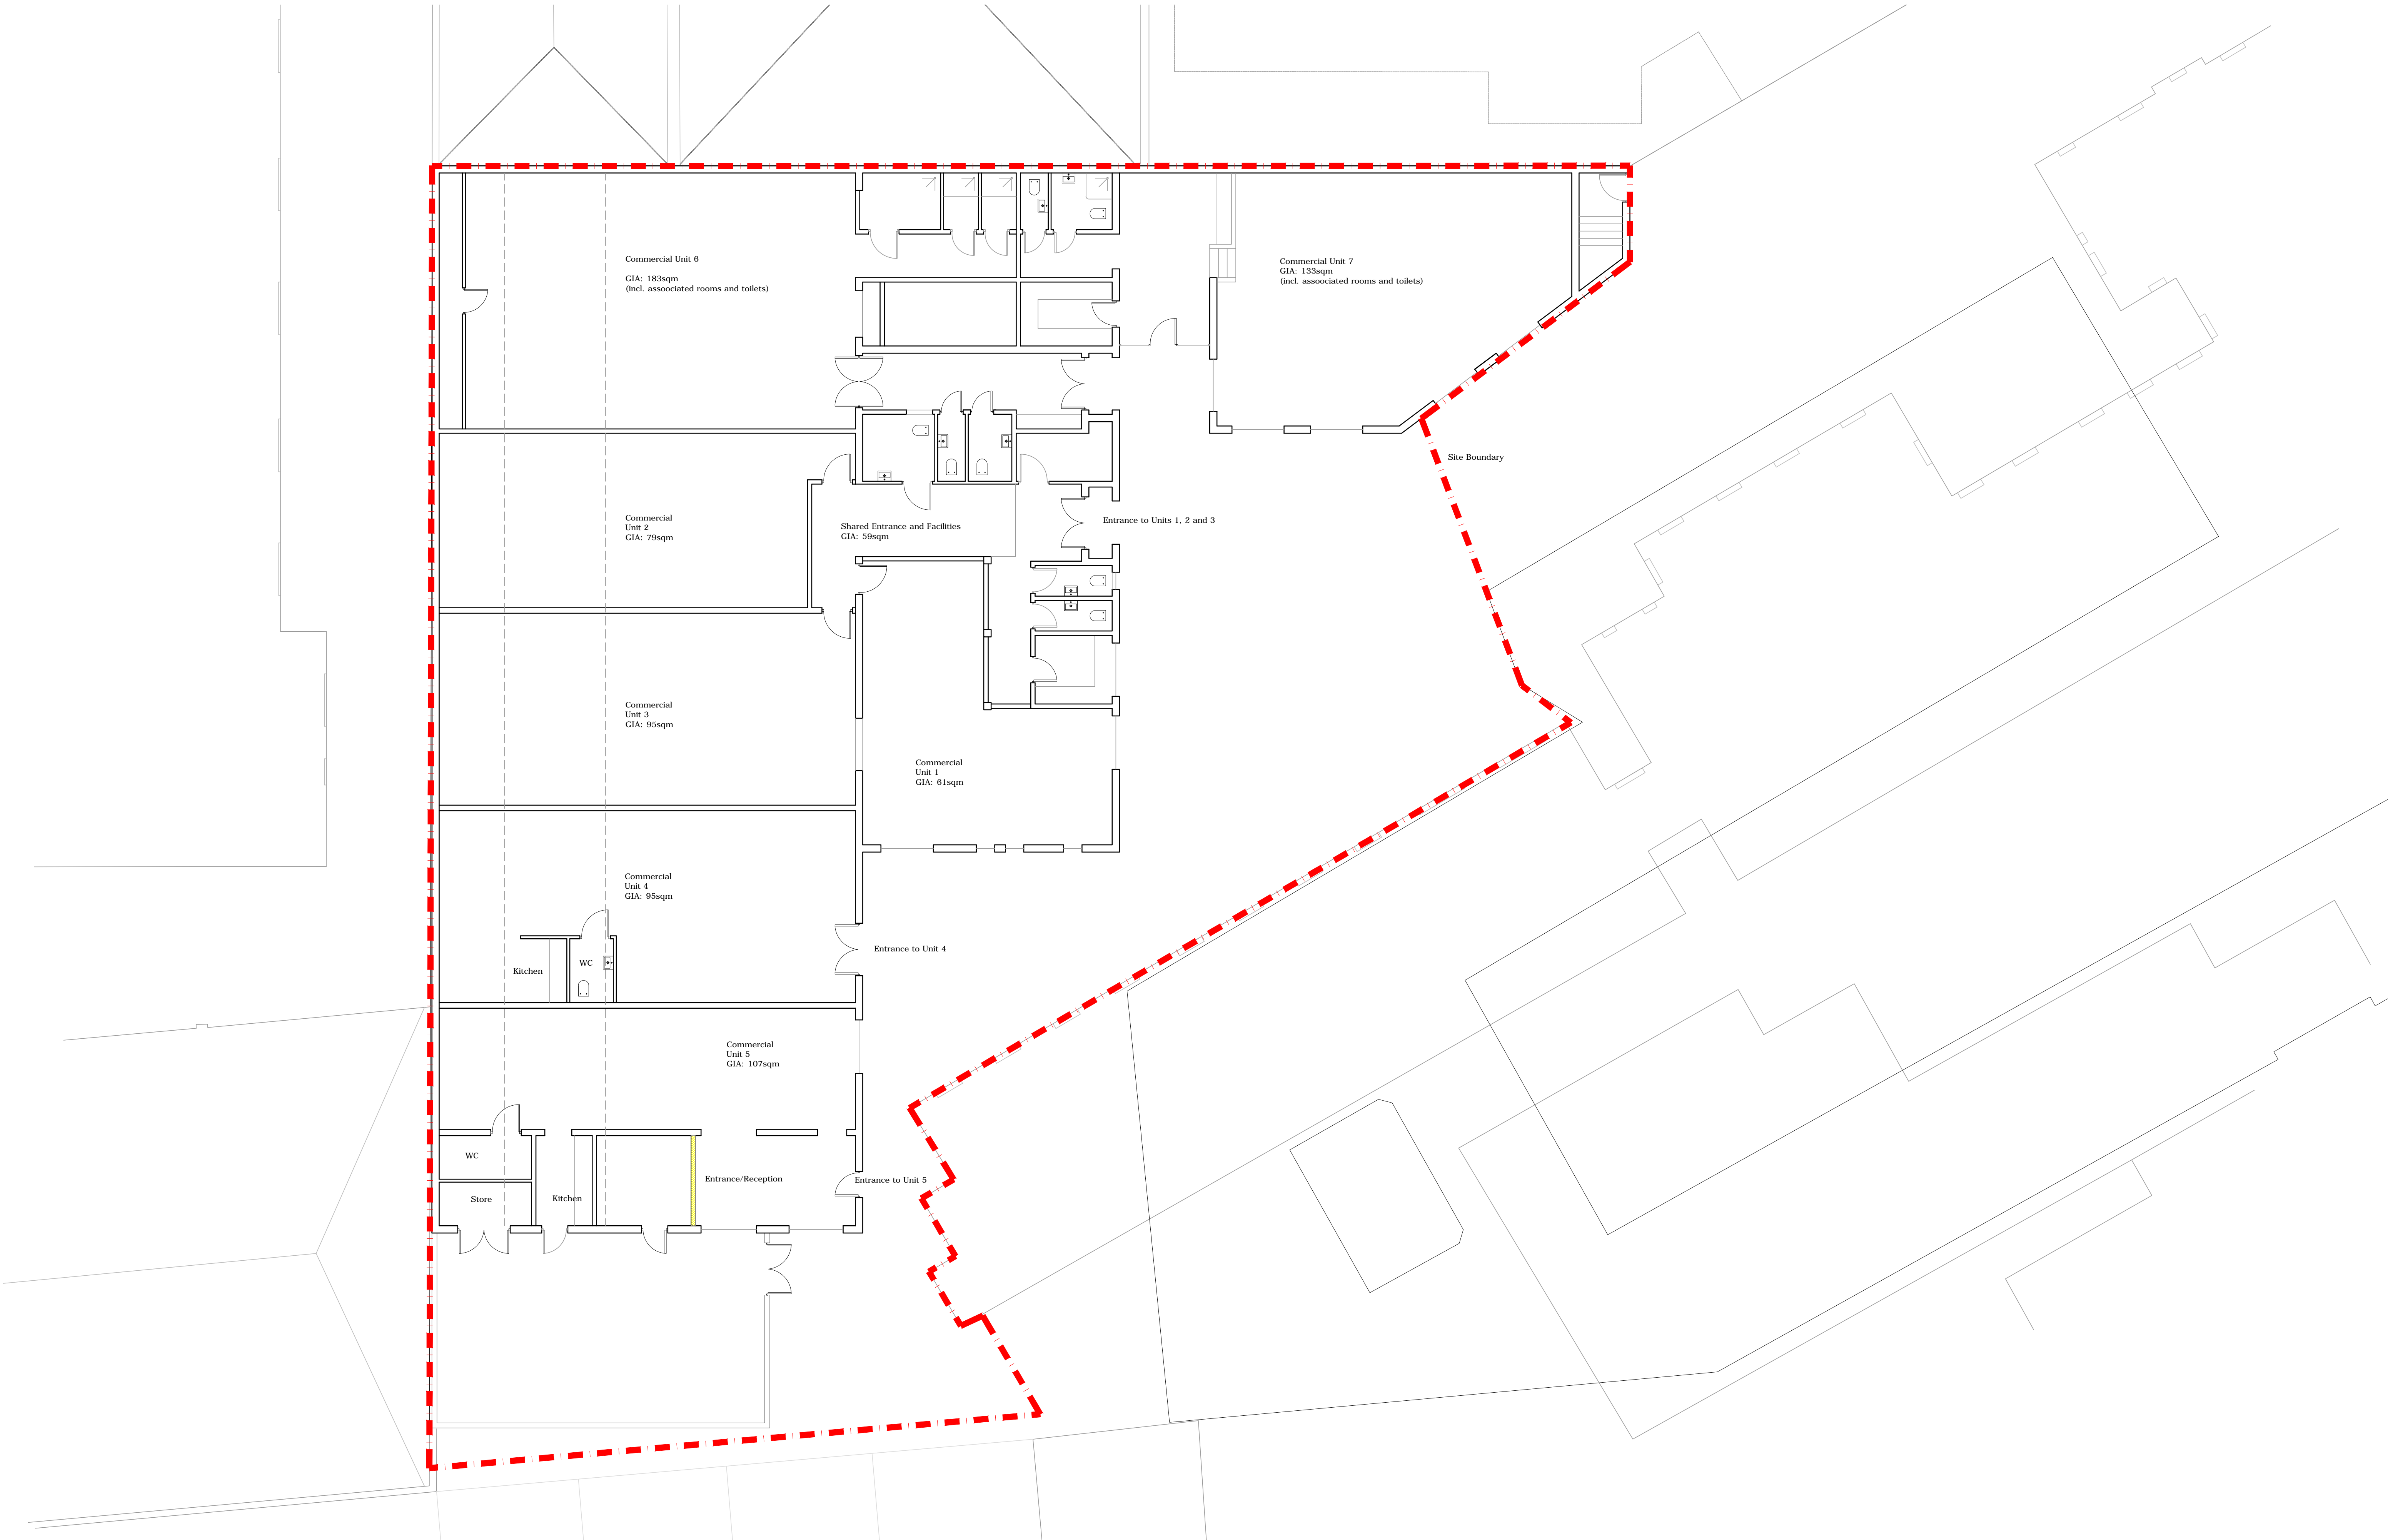 Commercial Unit 6
GIA: 183sqm
(incl. assoociated rooms and toilets)
Commercial Unit 7
GIA: 133sqm
(incl. assoociated rooms and toilets)
Site Boundary
Commercial
Unit 2
GIA: 79sqm
Shared Entrance and Facilities
GIA: 59sqm
Entrance to Units 1, 2 and 3
Commercial
Unit 3
GIA: 95sqm
Commercial
Unit 1
GIA: 61sqm
Commercial
Unit 4
GIA: 95sqm
Entrance to Unit 4
Kitchen
WC
Commercial
Unit 5
GIA: 107sqm
WC
Store
Kitchen
Entrance/Reception
Entrance to Unit 5